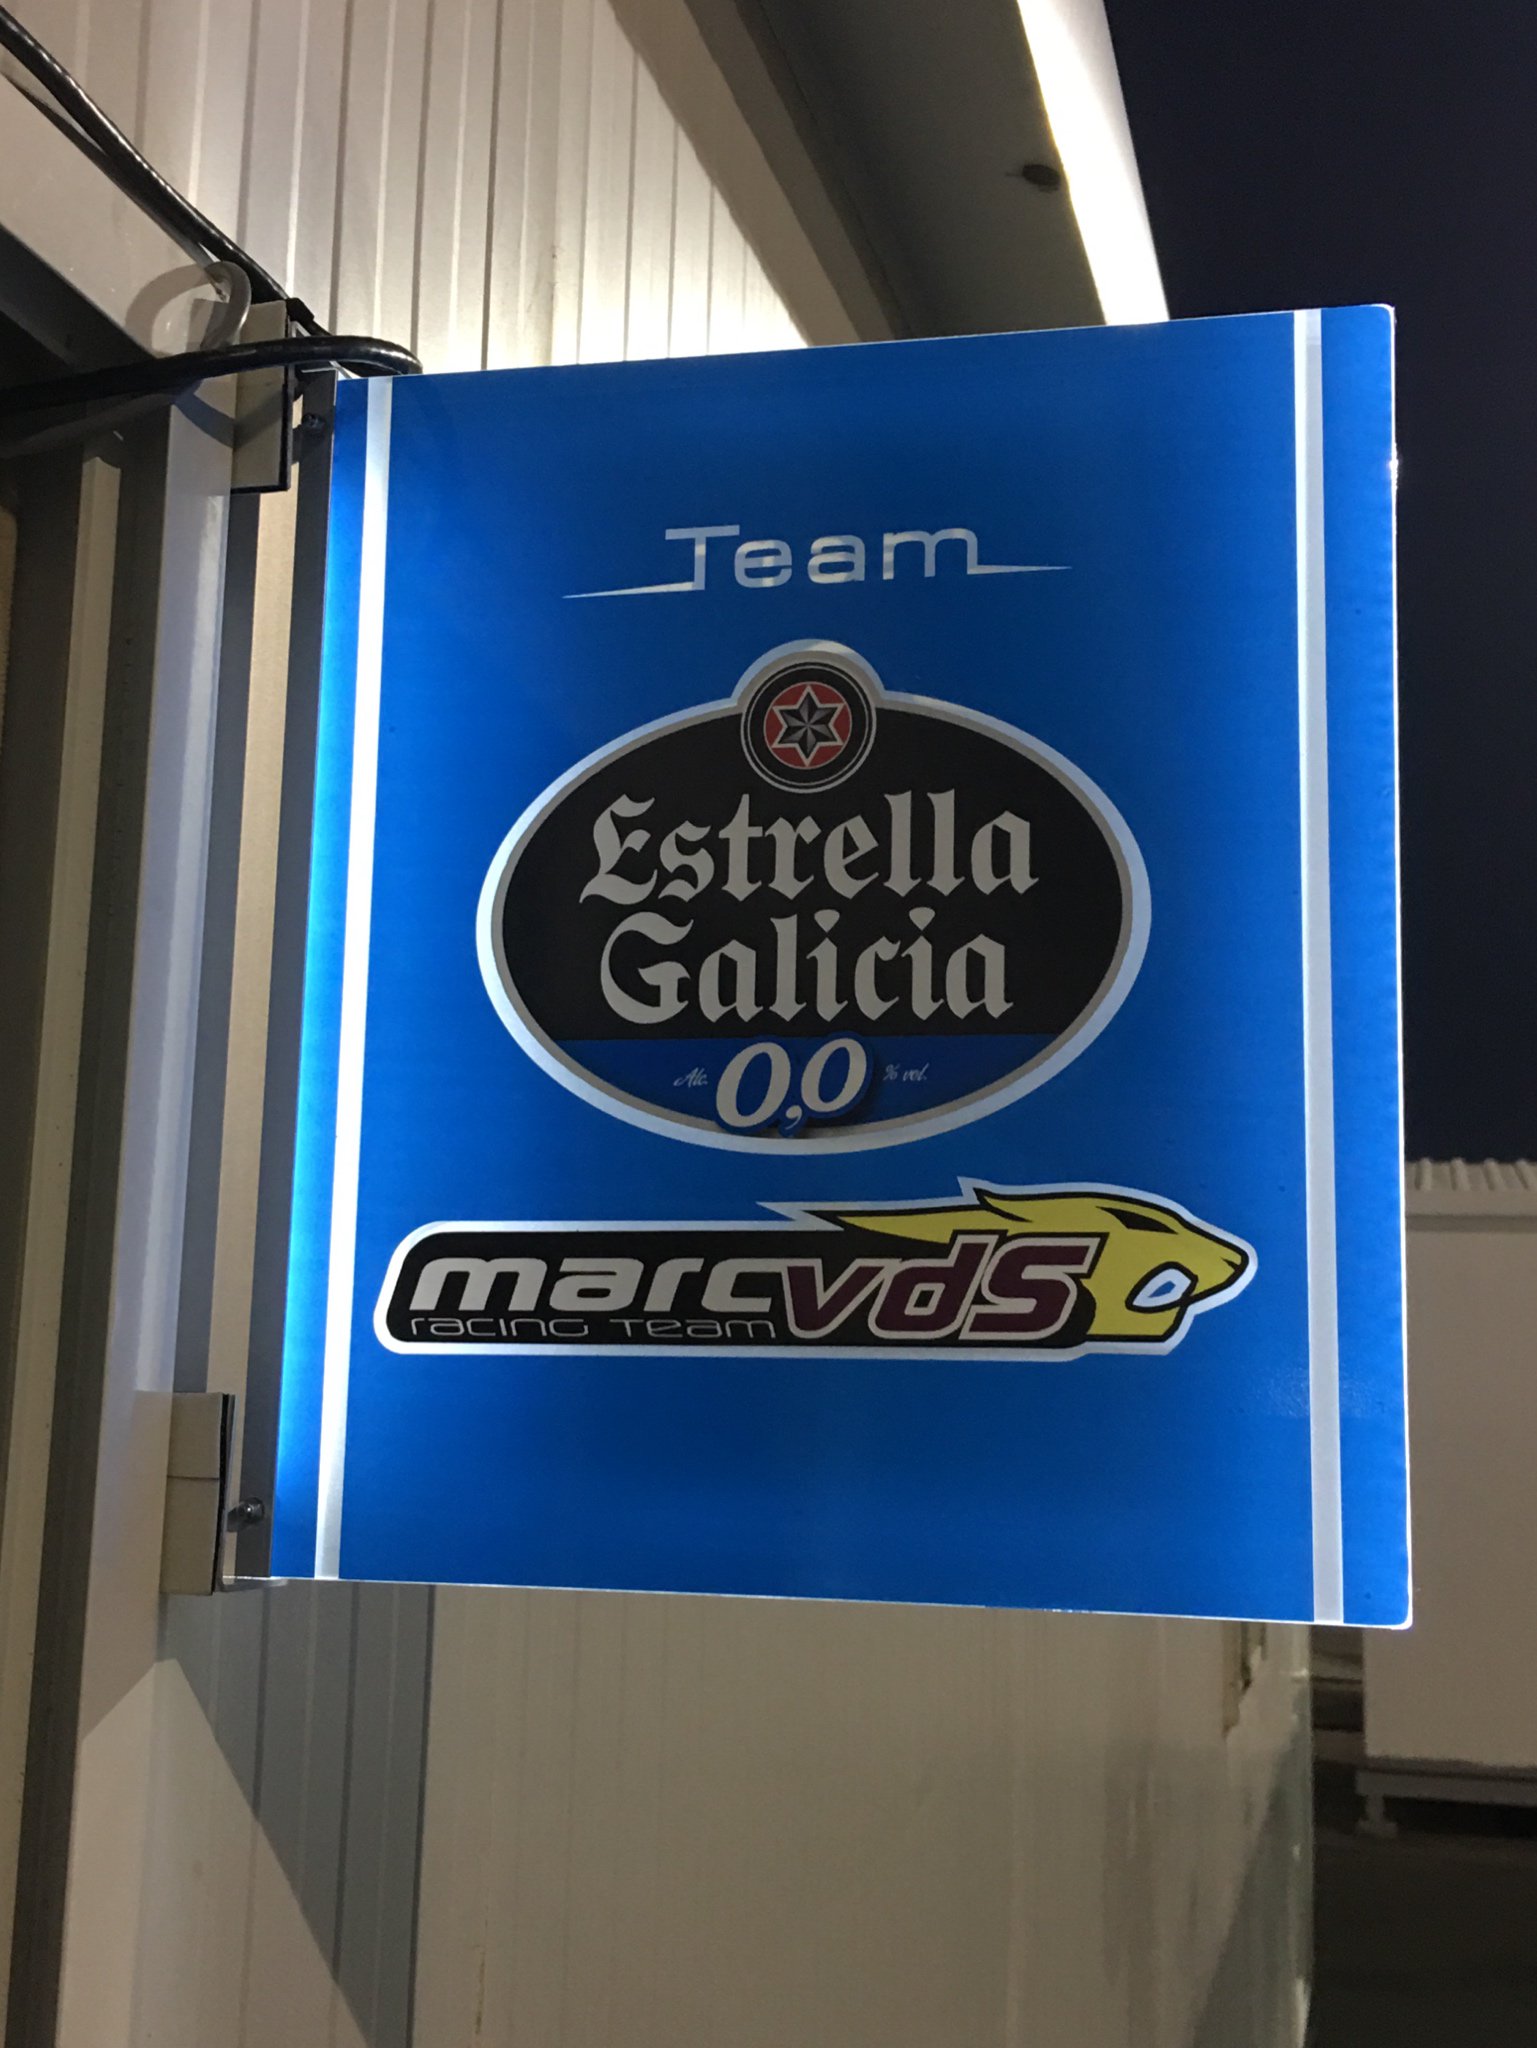 Team
Estrella
Galicia
Alc. 0,0 % vol.
marcvds
racing team